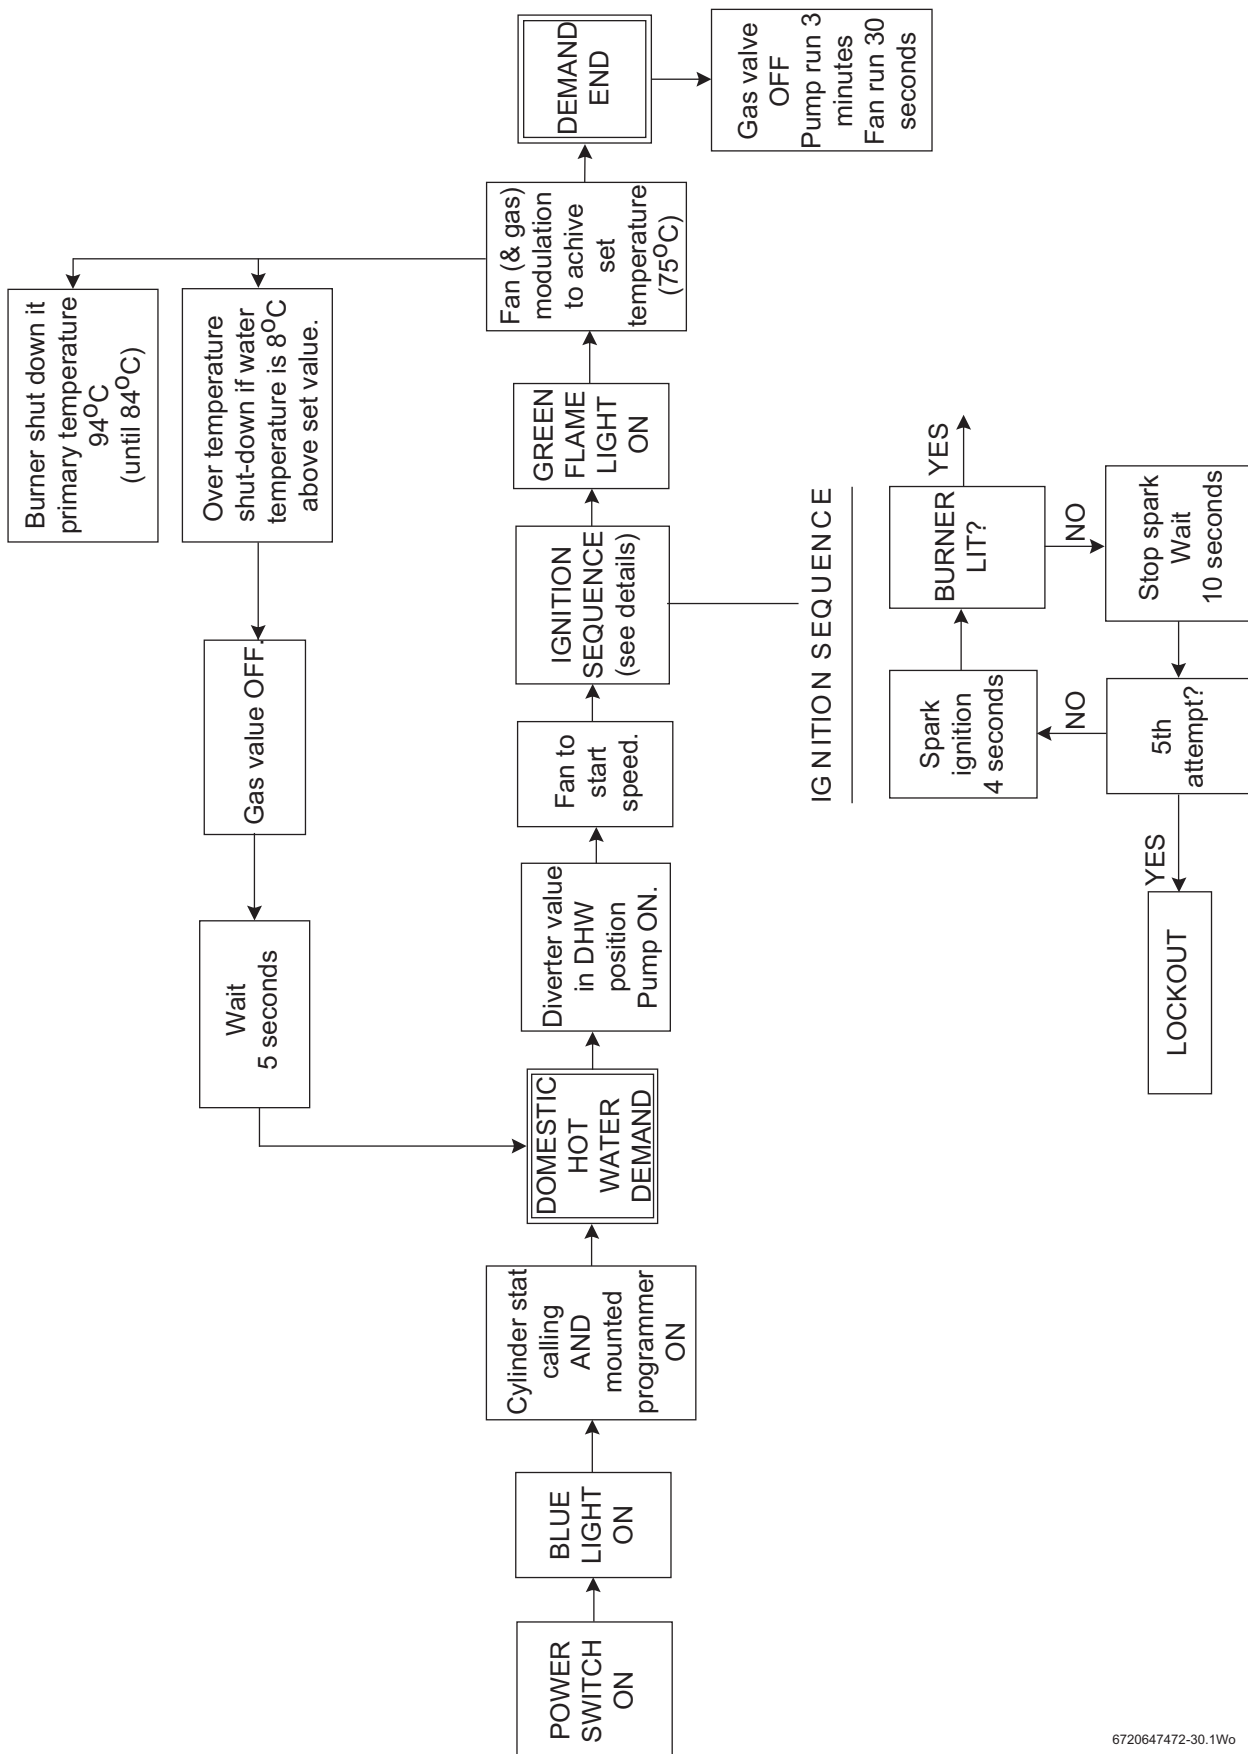 POWER
SWITCH
ON
BLUE
LIGHT
ON
Cylinder stat
calling
AND
mounted
programmer
ON
DOMESTIC
HOT
WATER
DEMAND
Diverter value
in DHW
position
Pump ON.
Fan to
start
speed.
IGNITION
SEQUENCE
(see details)
GREEN
FLAME
LIGHT
ON
Fan (& gas)
modulation
to achive
set
temperature
(75°C)
DEMAND
END
Gas valve
OFF
Pump run 3
minutes
Fan run 30
seconds
Burner shut down it
primary temperature
94°C
(until 84°C)
Over temperature
shut-down if water
temperature is 8°C
above set value.
Gas value OFF.
Wait
5 seconds
IGNITION SEQUENCE
Spark
ignition
4 seconds
BURNER
LIT?
YES
NO
Stop spark
Wait
10 seconds
5th
attempt?
NO
YES
LOCKOUT
6720647472-30.1Wo